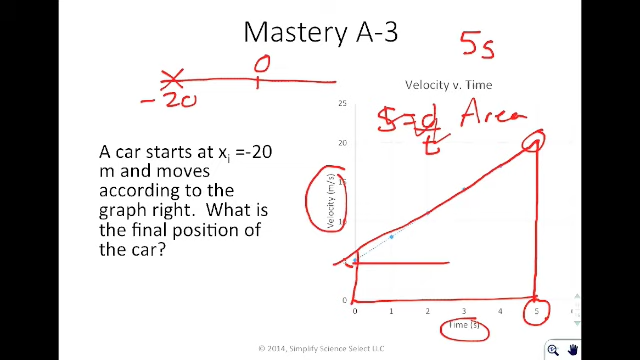 Mastery A-3
5s
0
-20
Velocity v. Time
s = d/t Area
A car starts at xi =-20
m and moves
according to the
graph right. What is
the final position of
the car?
Velocity (m/s)
25
20
15
10
0
0 1 2 3 4 5
Time (s)
© 2014, Simplify Science Select LLC